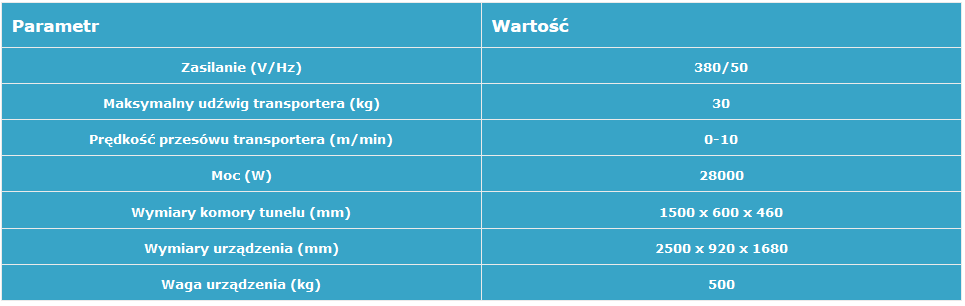 Parametr Wartość
Zasilanie (V/Hz) 380/50
Maksymalny udźwig transportera (kg) 30
Prędkość przesówu transportera (m/min) 0-10
Moc (W) 28000
Wymiary komory tunelu (mm) 1500 x 600 x 460
Wymiary urządzenia (mm) 2500 x 920 x 1680
Waga urządzenia (kg) 500